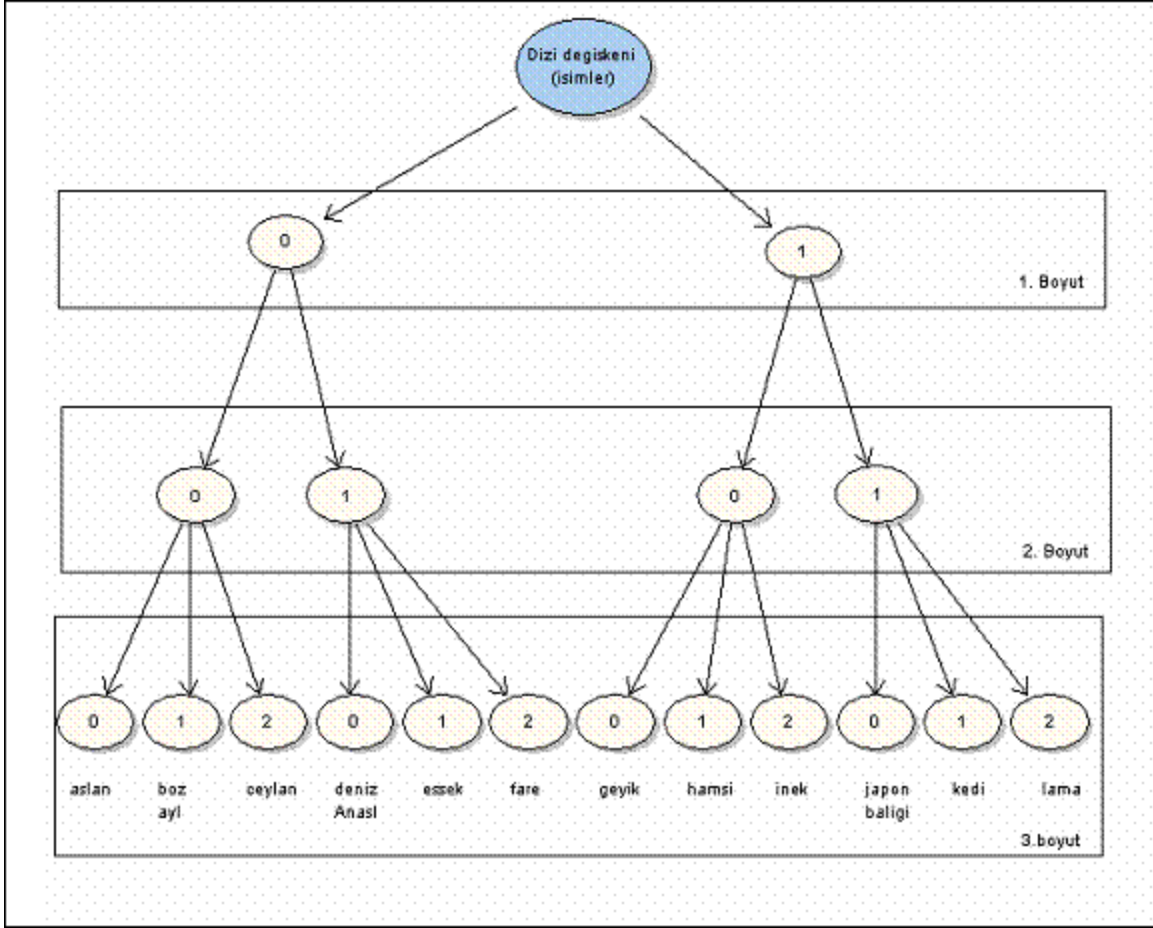 Dizi degiskeni
(isimler)
0
1
1. Boyut
0
1
0
1
2. Boyut
0
1
2
0
1
2
0
1
2
0
1
2
aslan
boz
ayI
ceylan
deniz
AnasI
essek
fare
geyik
hamsi
inek
japon
baligi
kedi
lama
3.boyut